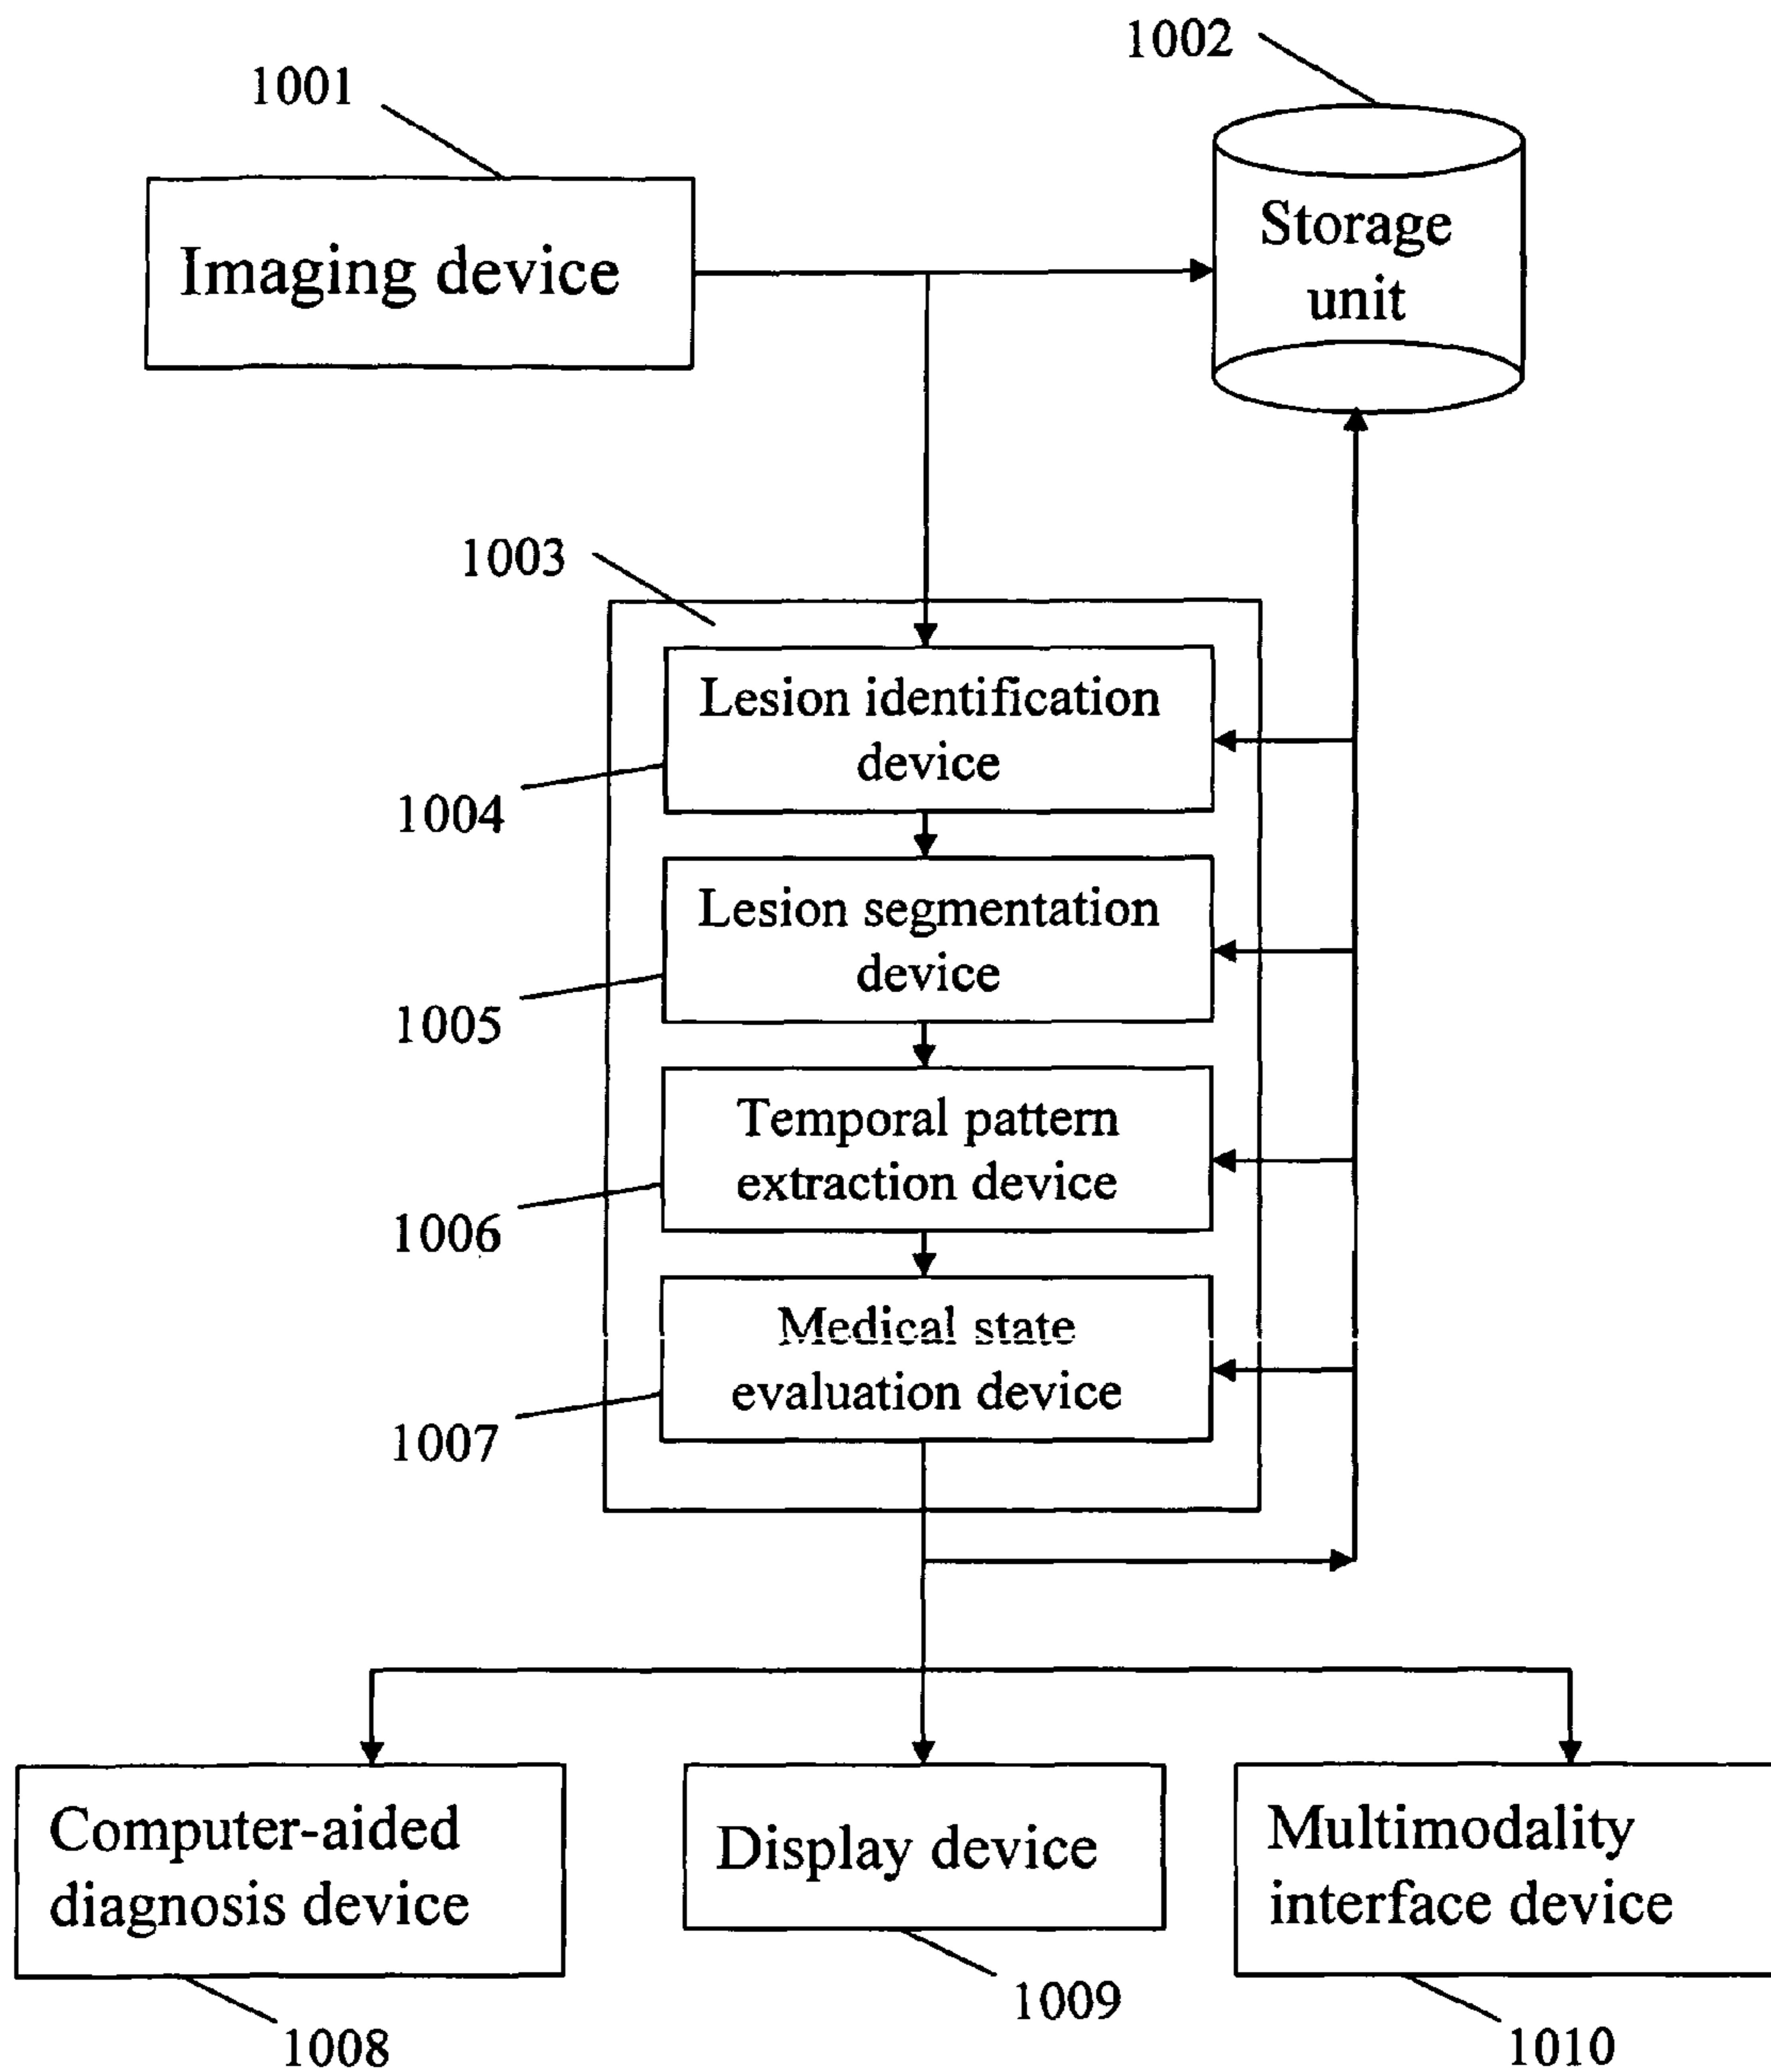 1002
1001
Storage
unit
Imaging device
1003
Lesion identification
device
1004
Lesion segmentation
device
1005
Temporal pattern
extraction device
1006
Medical state
evaluation device
1007
Computer-aided
diagnosis device
Display device
Multimodality
interface device
1008
1009
1010